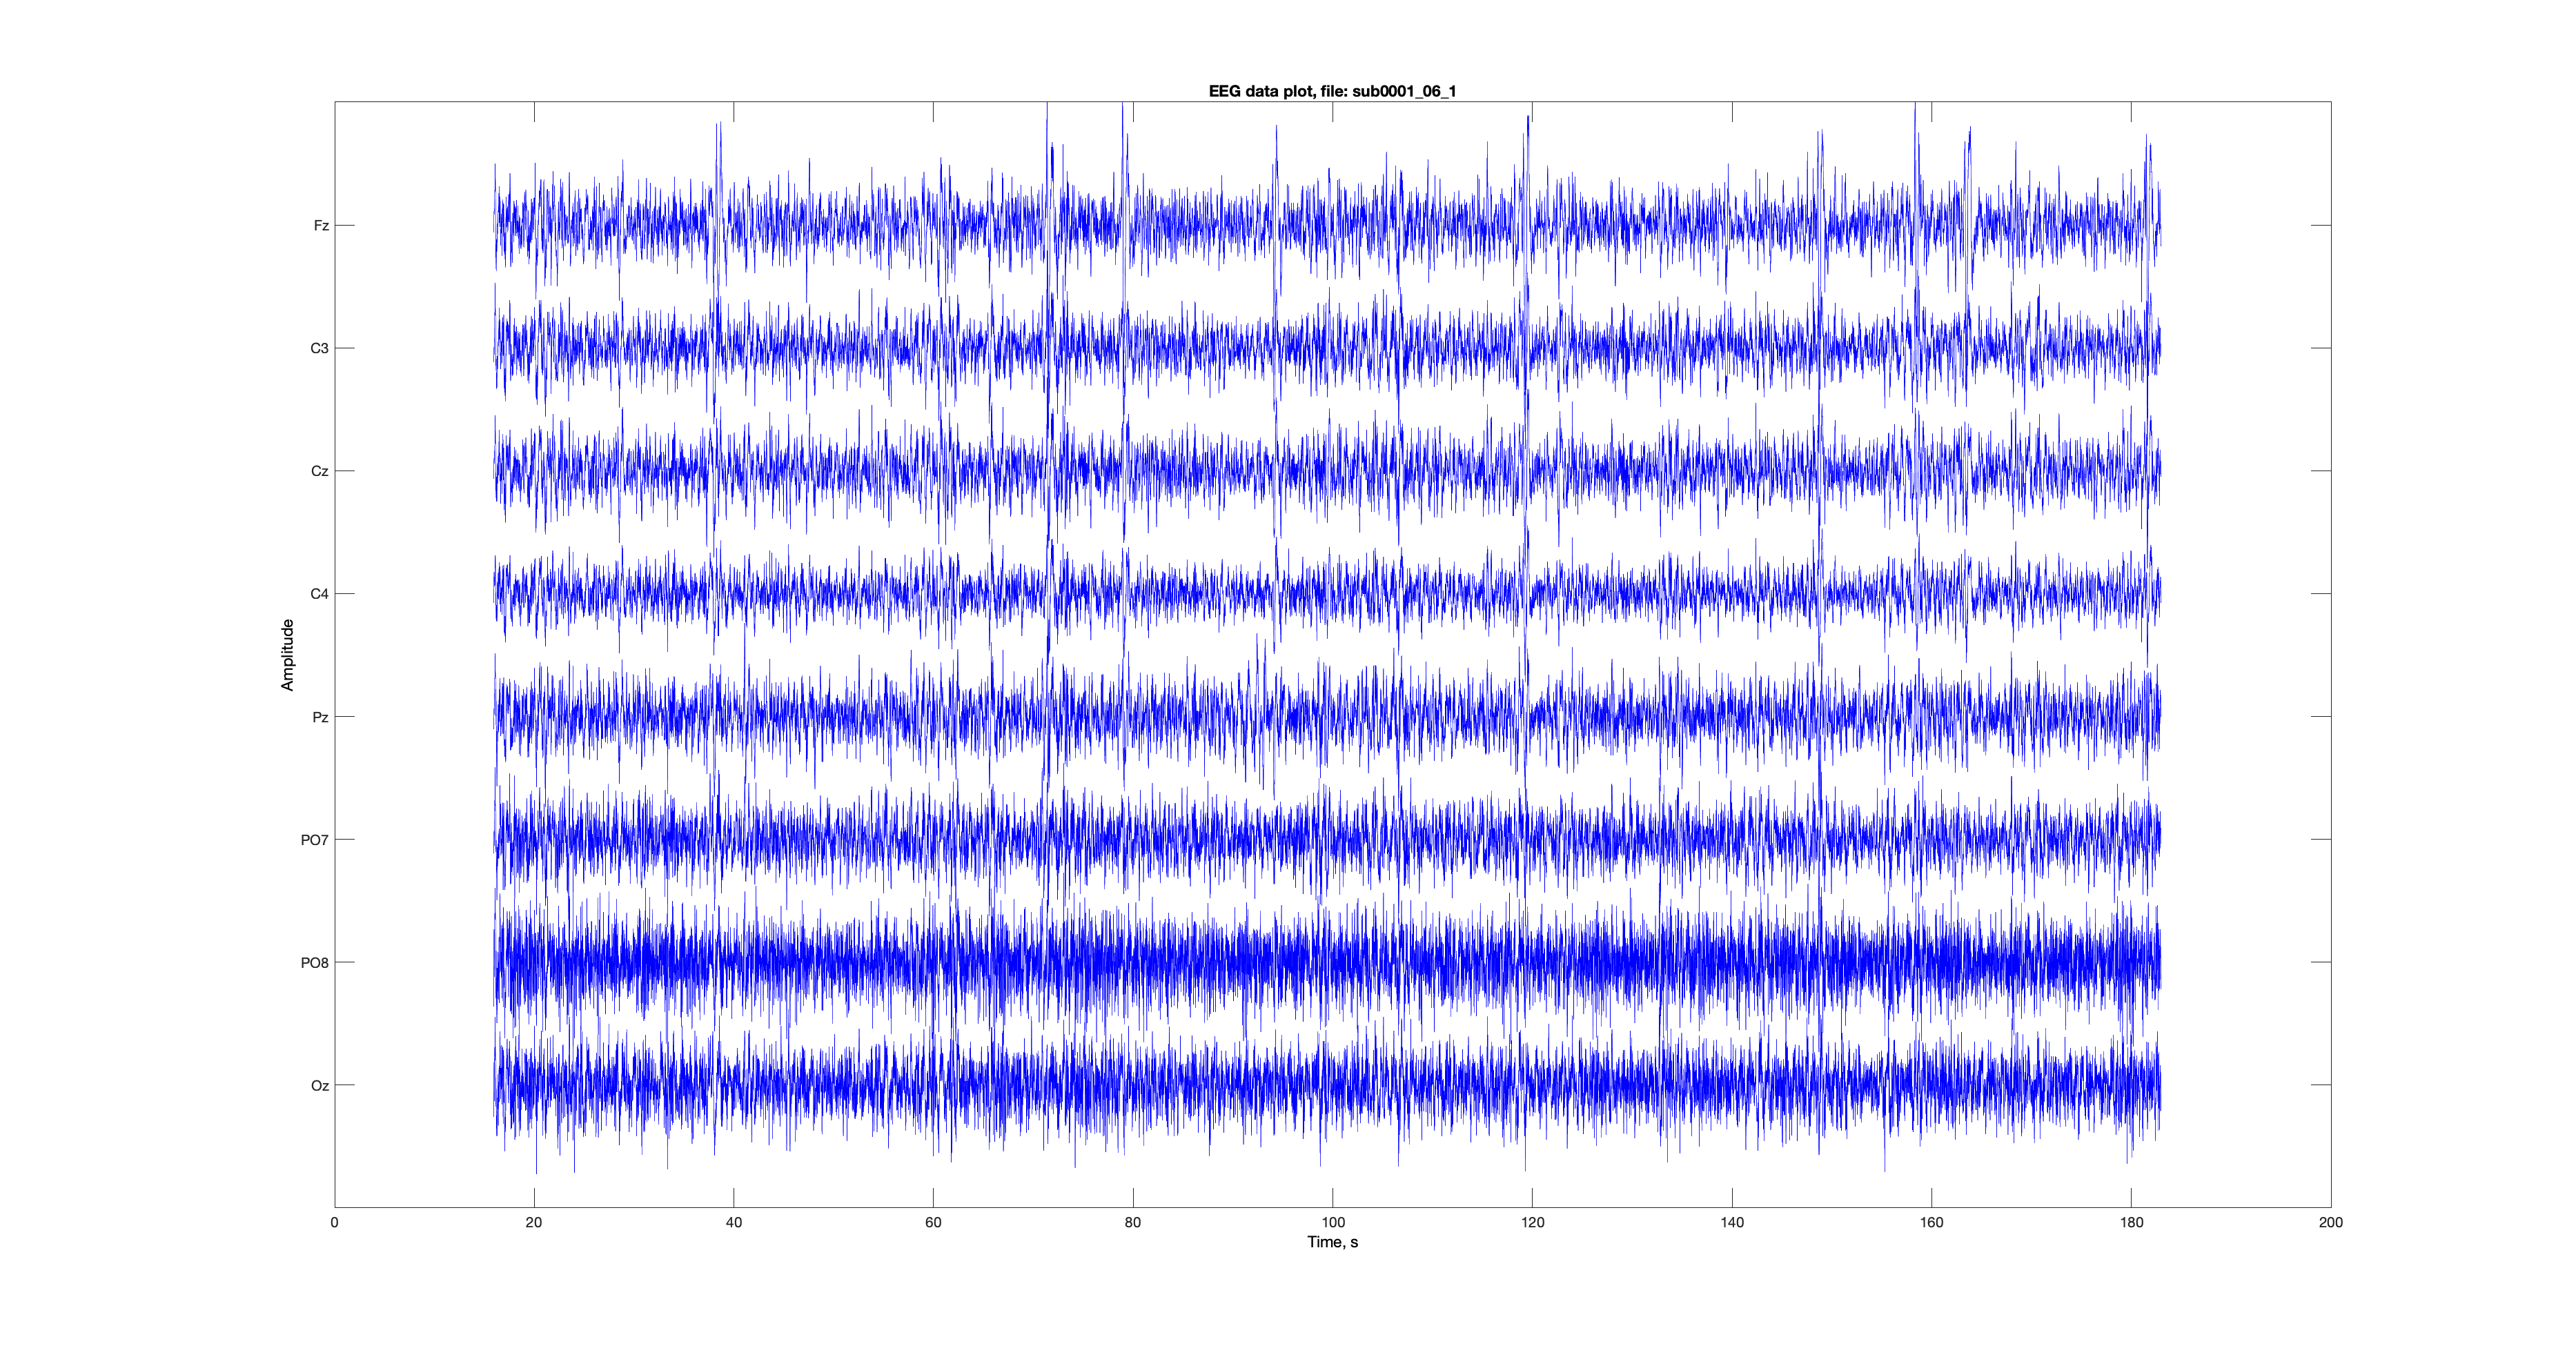 EEG data plot, file: sub0001_06_1
Amplitude
Fz
C3
Cz
C4
Pz
PO7
PO8
Oz
0 20 40 60 80 100 120 140 160 180 200
Time, s